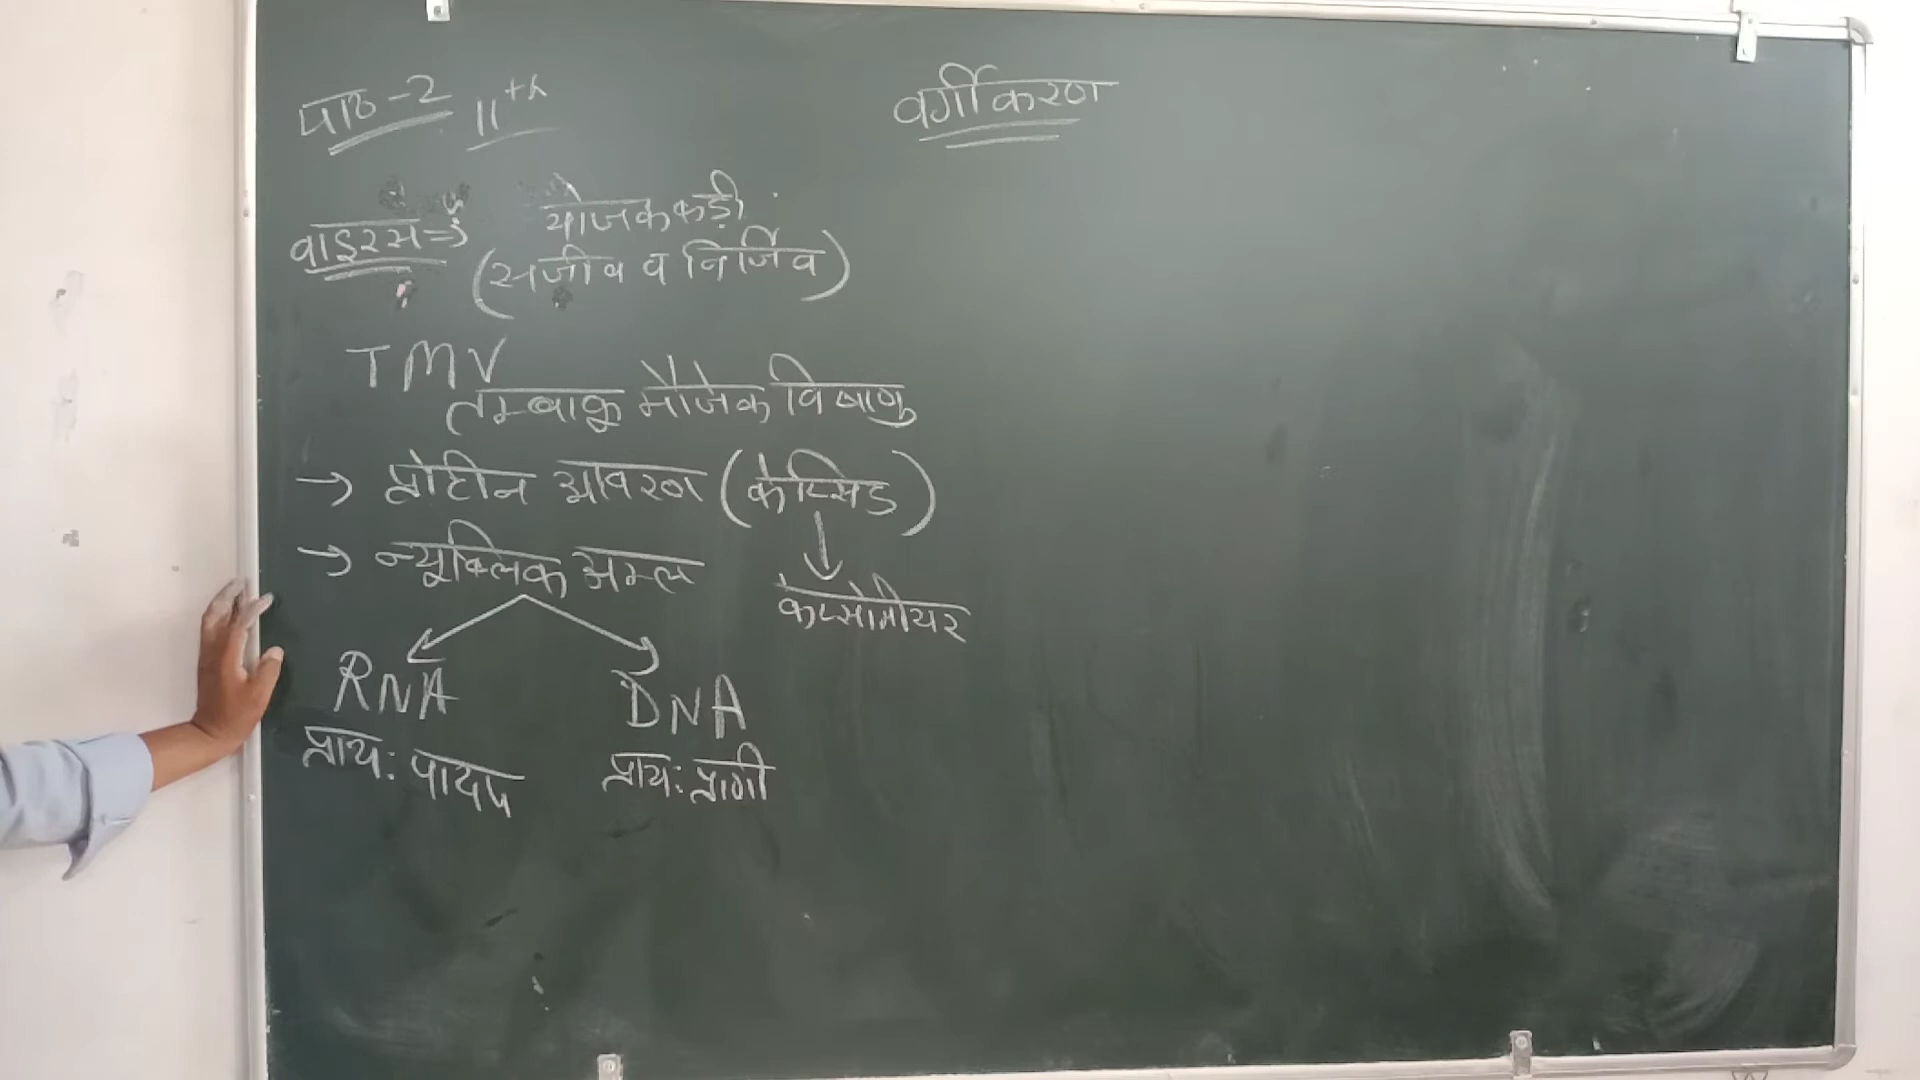 पाठ-2 11th
वर्गीकरण
वाइरस ⇒ योजक कड़ी
(सजीव व निर्जिव)
TMV
तम्बाकू मौजेक विषाणु
→ प्रोटीन आवरण (केप्सिड)
↓
→ न्यूक्लिक अम्ल
केप्सोमीयर
RNA DNA
प्रायः पादप प्रायः प्राणी